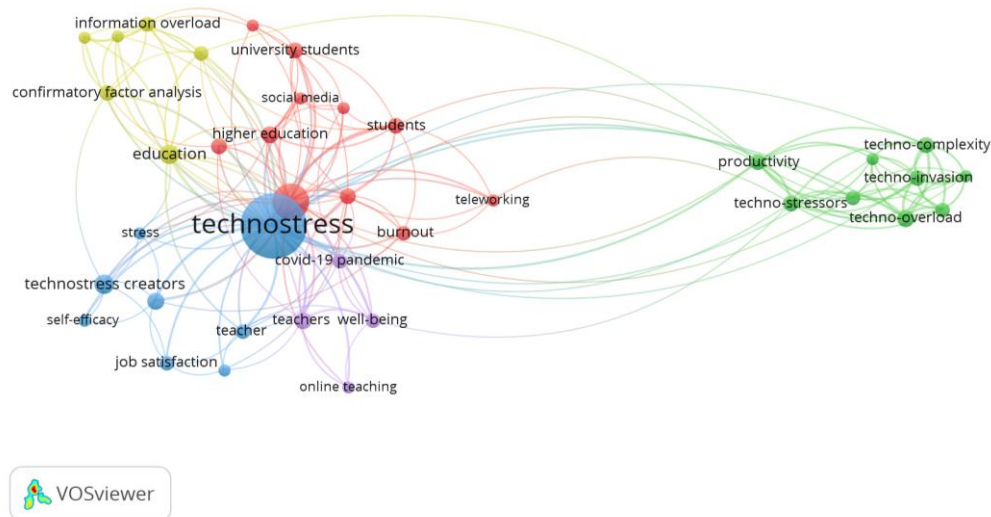 information overload
university students
confirmatory factor analysis
social media
students
higher education
education
techno-complexity
productivity
techno-invasion
teleworking
techno-stressors
techno-overload
technostress
stress
burnout
covid-19 pandemic
technostress creators
self-efficacy
teachers
well-being
teacher
job satisfaction
online teaching
VOSviewer